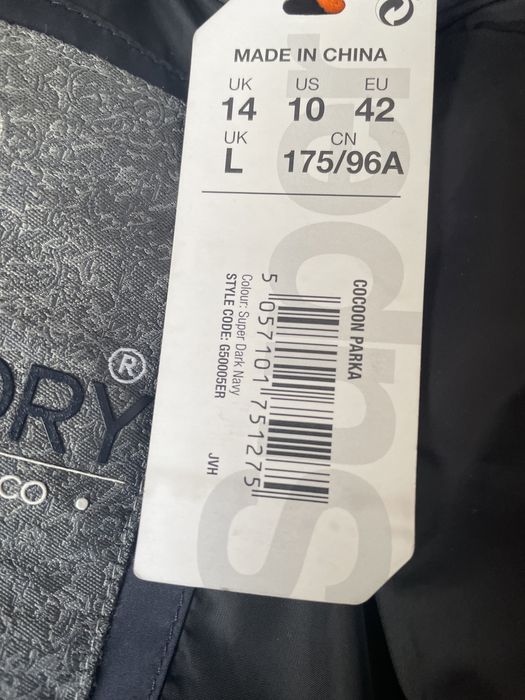 MADE IN CHINA
UK US EU
14 10 42
UK CN
L 175/96A
COCOON PARKA
5 057101 751275
Colour: Super Dark Navy
STYLE CODE: G50005ER
JVH
Superdr
DRY®
CO